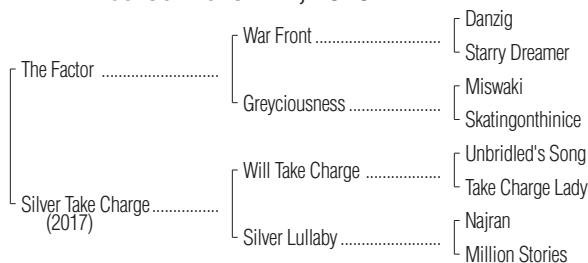 The Factor
Silver Take Charge
(2017)
War Front
Greyciousness
Will Take Charge
Silver Lullaby
Danzig
Starry Dreamer
Miswaki
Skatingonthinice
Unbridled's Song
Take Charge Lady
Najran
Million Stories